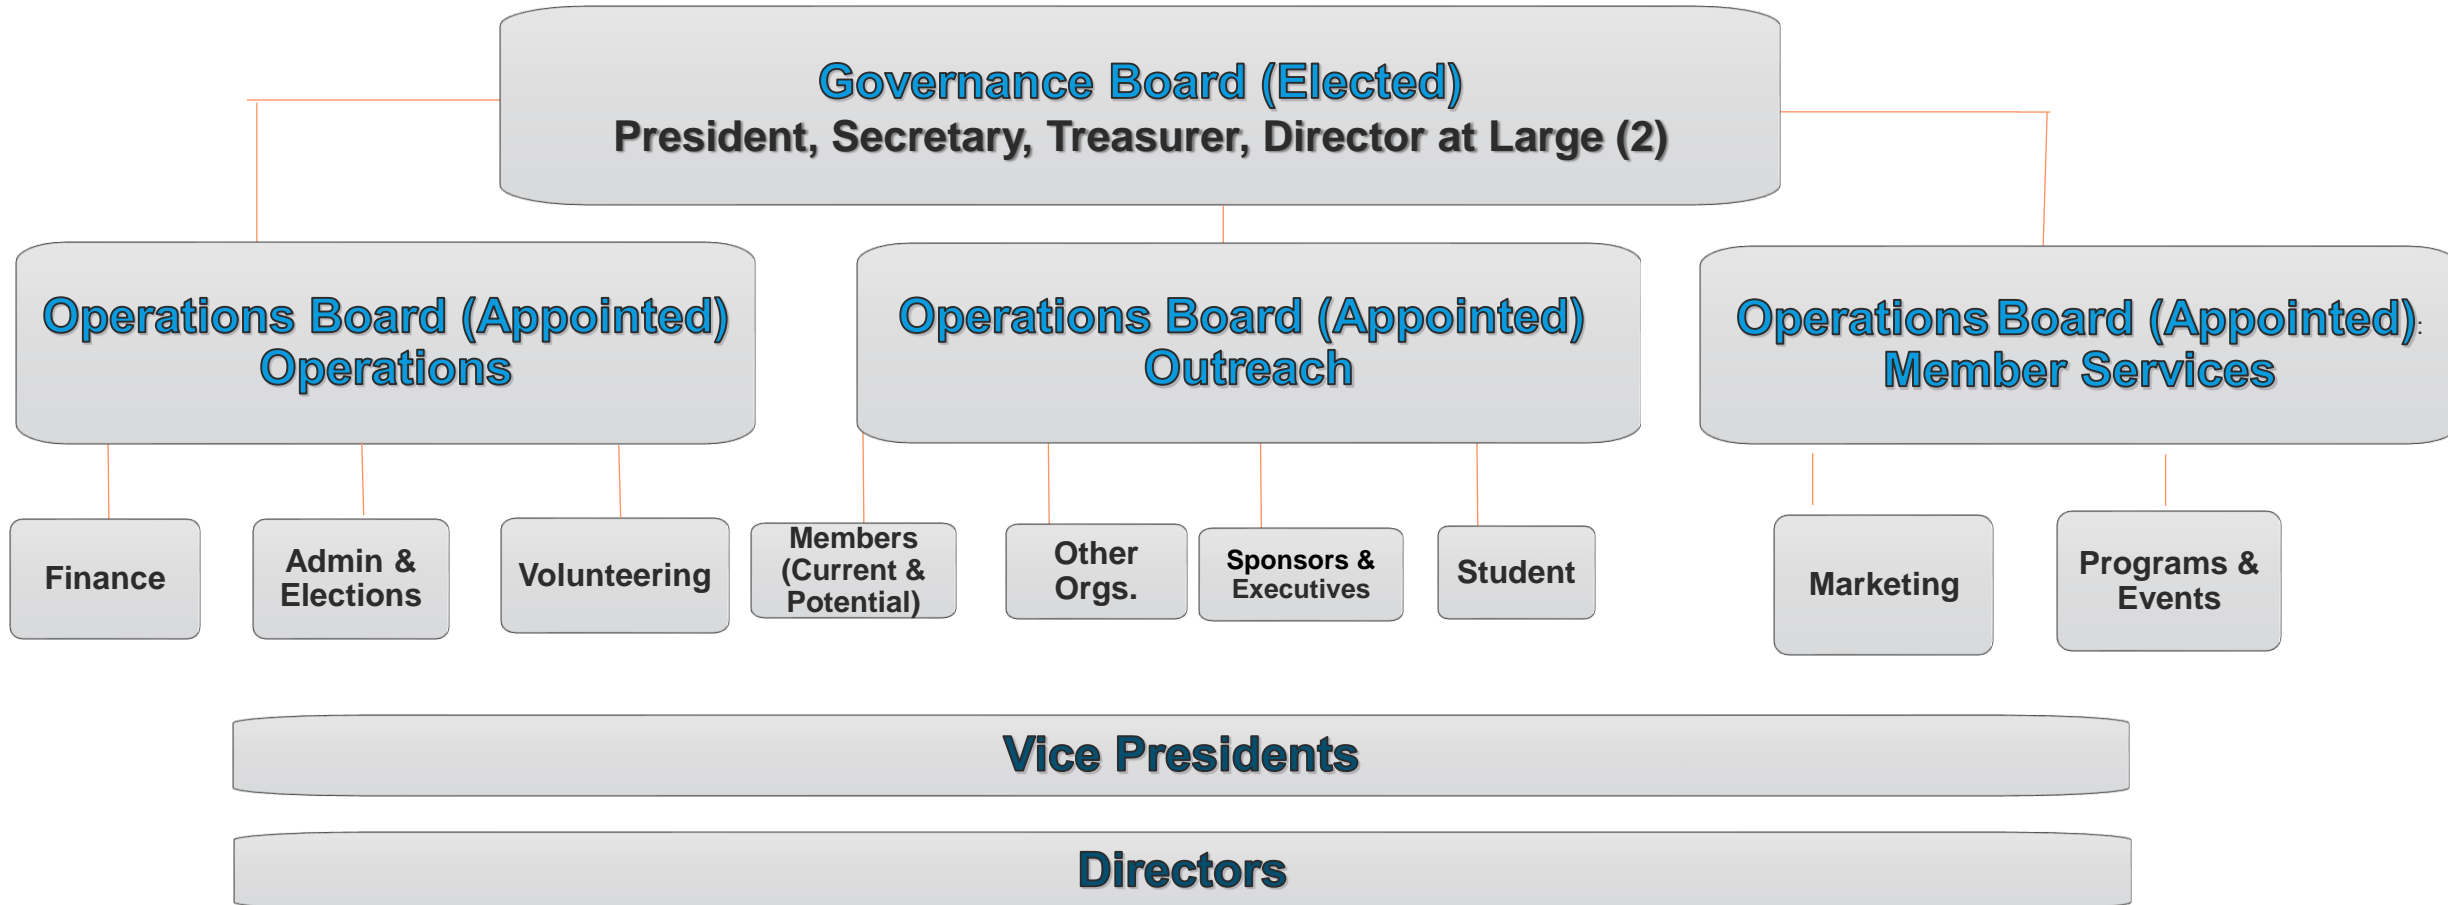 Governance Board (Elected)
President, Secretary, Treasurer, Director at Large (2)
Operations Board (Appointed)
Operations
Operations Board (Appointed)
Outreach
Operations Board (Appointed):
Member Services
Finance
Admin &
Elections
Volunteering
Members
(Current &
Potential)
Other
Orgs.
Sponsors &
Executives
Student
Marketing
Programs &
Events
Vice Presidents
Directors